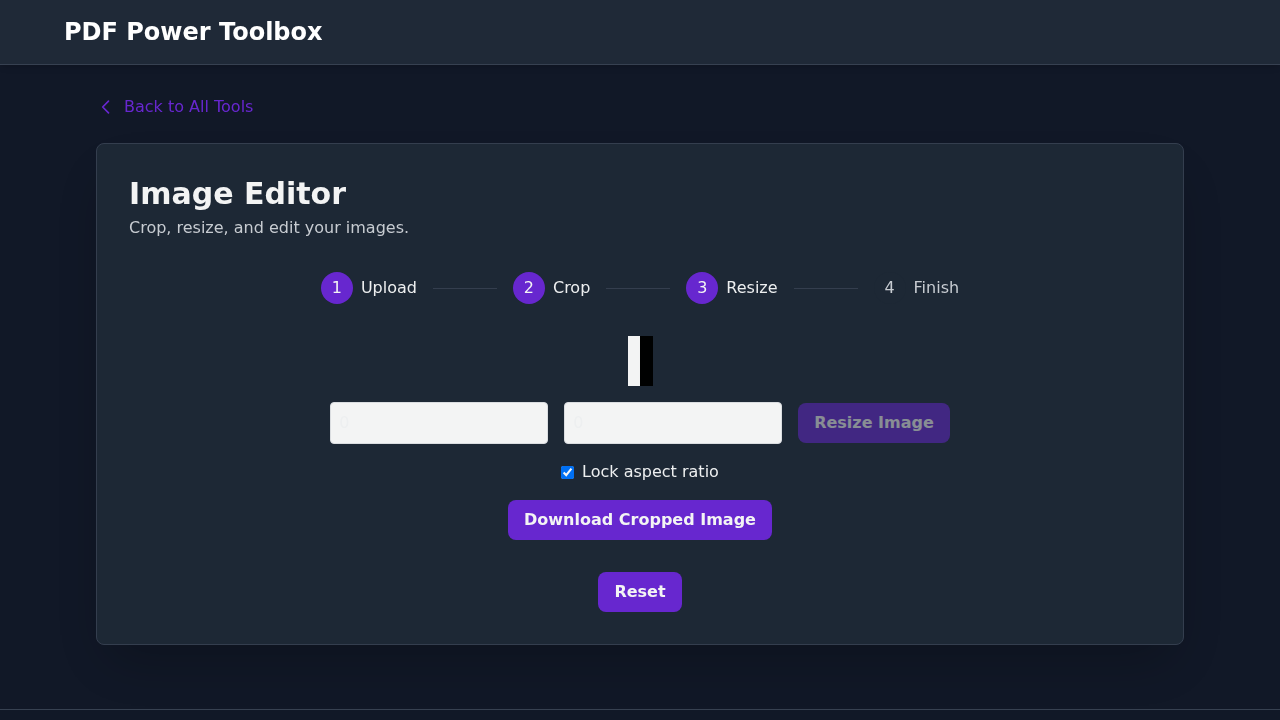 PDF Power Toolbox
Back to All Tools
Image Editor
Crop, resize, and edit your images.
1 Upload 2 Crop 3 Resize 4 Finish
0 0 Resize Image
Lock aspect ratio
Download Cropped Image
Reset